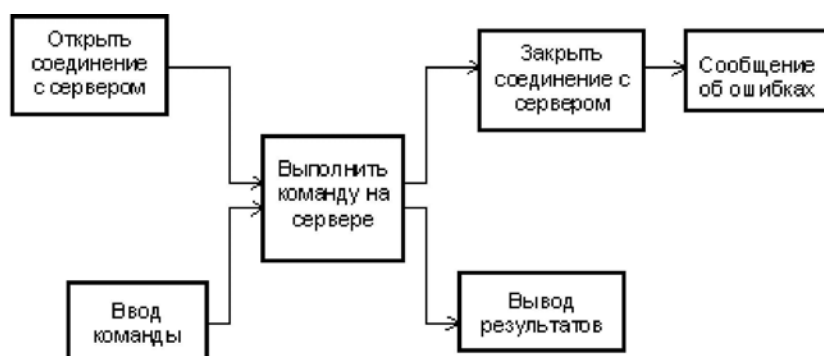 Открыть
соединение
с сервером
Закрыть
соединение с
сервером
Сообщение
об ошибках
Выполнить
команду на
сервере
Ввод
команды
Вывод
результатов